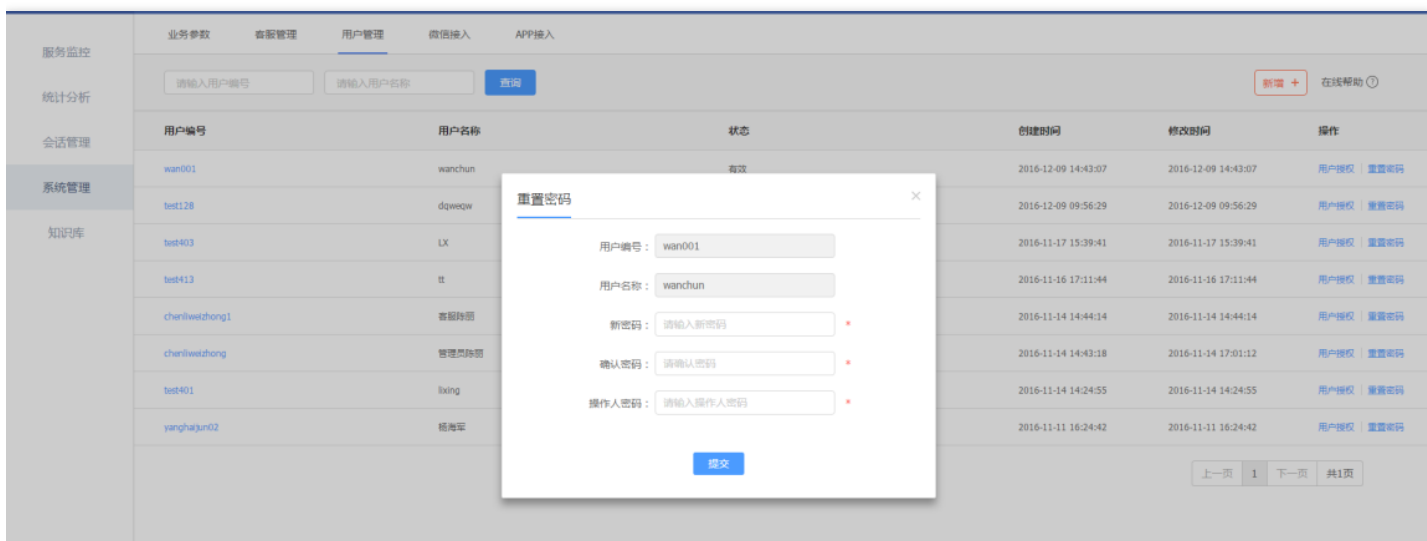 业务参数 客服管理 用户管理 微信接入 APP接入
服务监控
请输入用户编号 请输入用户名称 查询 新增 + 在线帮助 ?
统计分析
用户编号 用户名称 状态 创建时间 修改时间 操作
会话管理
wan001 wanchun 有效 2016-12-09 14:43:07 2016-12-09 14:43:07 用户授权 重置密码
系统管理
重置密码 ×
test128 dqweqw 2016-12-09 09:56:29 2016-12-09 09:56:29 用户授权 重置密码
知识库
test403 LX 2016-11-17 15:39:41 2016-11-17 15:39:41 用户授权 重置密码
用户编号： wan001
test413 tt 2016-11-16 17:11:44 2016-11-16 17:11:44 用户授权 重置密码
用户名称： wanchun
chenliweizhong1 客服陈丽 2016-11-14 14:44:14 2016-11-14 14:44:14 用户授权 重置密码
新密码： 请输入新密码 *
chenliweizhong 管理员陈丽 2016-11-14 14:43:18 2016-11-14 17:01:12 用户授权 重置密码
确认密码： 请确认密码 *
test401 lixing 2016-11-14 14:24:55 2016-11-14 14:24:55 用户授权 重置密码
操作人密码： 请输入操作人密码 *
yanghaijun02 杨海军 2016-11-11 16:24:42 2016-11-11 16:24:42 用户授权 重置密码
提交
上一页 1 下一页 共1页